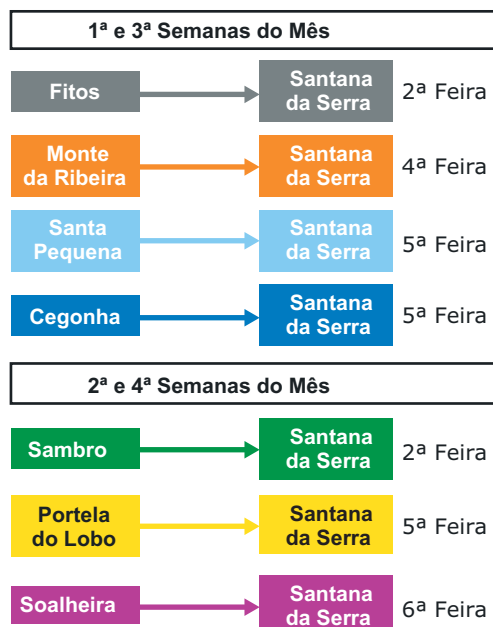 1ª e 3ª Semanas do Mês
Fitos
Santana
da Serra
2ª Feira
Monte
da Ribeira
Santana
da Serra
4ª Feira
Santa
Pequena
Santana
da Serra
5ª Feira
Cegonha
Santana
da Serra
5ª Feira
2ª e 4ª Semanas do Mês
Sambro
Santana
da Serra
2ª Feira
Portela
do Lobo
Santana
da Serra
5ª Feira
Soalheira
Santana
da Serra
6ª Feira